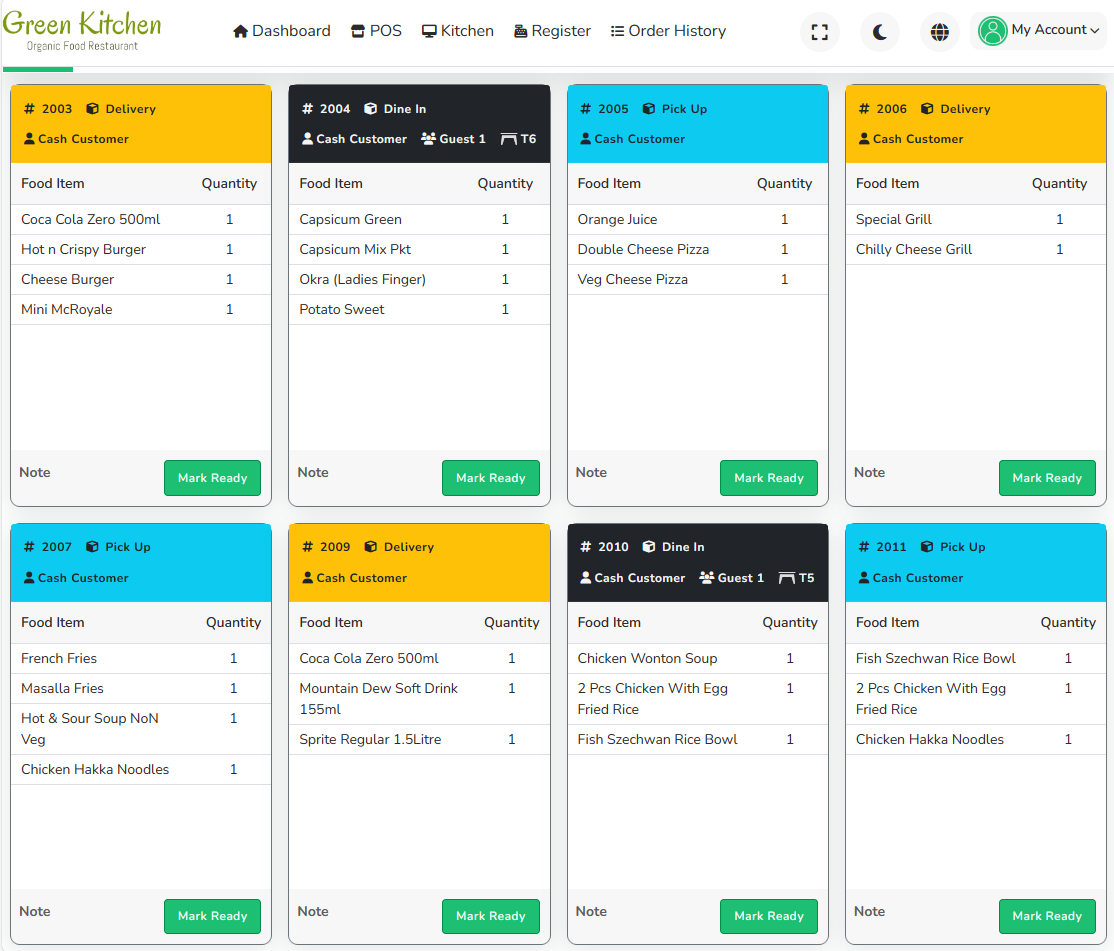 Green Kitchen
Organic Food Restaurant
Dashboard POS Kitchen Register Order History My Account
# 2003 Delivery
Cash Customer
Food Item Quantity
Coca Cola Zero 500ml 1
Hot n Crispy Burger 1
Cheese Burger 1
Mini McRoyale 1
Note Mark Ready
# 2004 Dine In
Cash Customer Guest 1 T6
Food Item Quantity
Capsicum Green 1
Capsicum Mix Pkt 1
Okra (Ladies Finger) 1
Potato Sweet 1
Note Mark Ready
# 2005 Pick Up
Cash Customer
Food Item Quantity
Orange Juice 1
Double Cheese Pizza 1
Veg Cheese Pizza 1
Note Mark Ready
# 2006 Delivery
Cash Customer
Food Item Quantity
Special Grill 1
Chilly Cheese Grill 1
Note Mark Ready
# 2007 Pick Up
Cash Customer
Food Item Quantity
French Fries 1
Masalla Fries 1
Hot & Sour Soup NoN 1
Veg
Chicken Hakka Noodles 1
Note Mark Ready
# 2009 Delivery
Cash Customer
Food Item Quantity
Coca Cola Zero 500ml 1
Mountain Dew Soft Drink 1
155ml
Sprite Regular 1.5Litre 1
Note Mark Ready
# 2010 Dine In
Cash Customer Guest 1 T5
Food Item Quantity
Chicken Wonton Soup 1
2 Pcs Chicken With Egg 1
Fried Rice
Fish Szechwan Rice Bowl 1
Note Mark Ready
# 2011 Pick Up
Cash Customer
Food Item Quantity
Fish Szechwan Rice Bowl 1
2 Pcs Chicken With Egg 1
Fried Rice
Chicken Hakka Noodles 1
Note Mark Ready